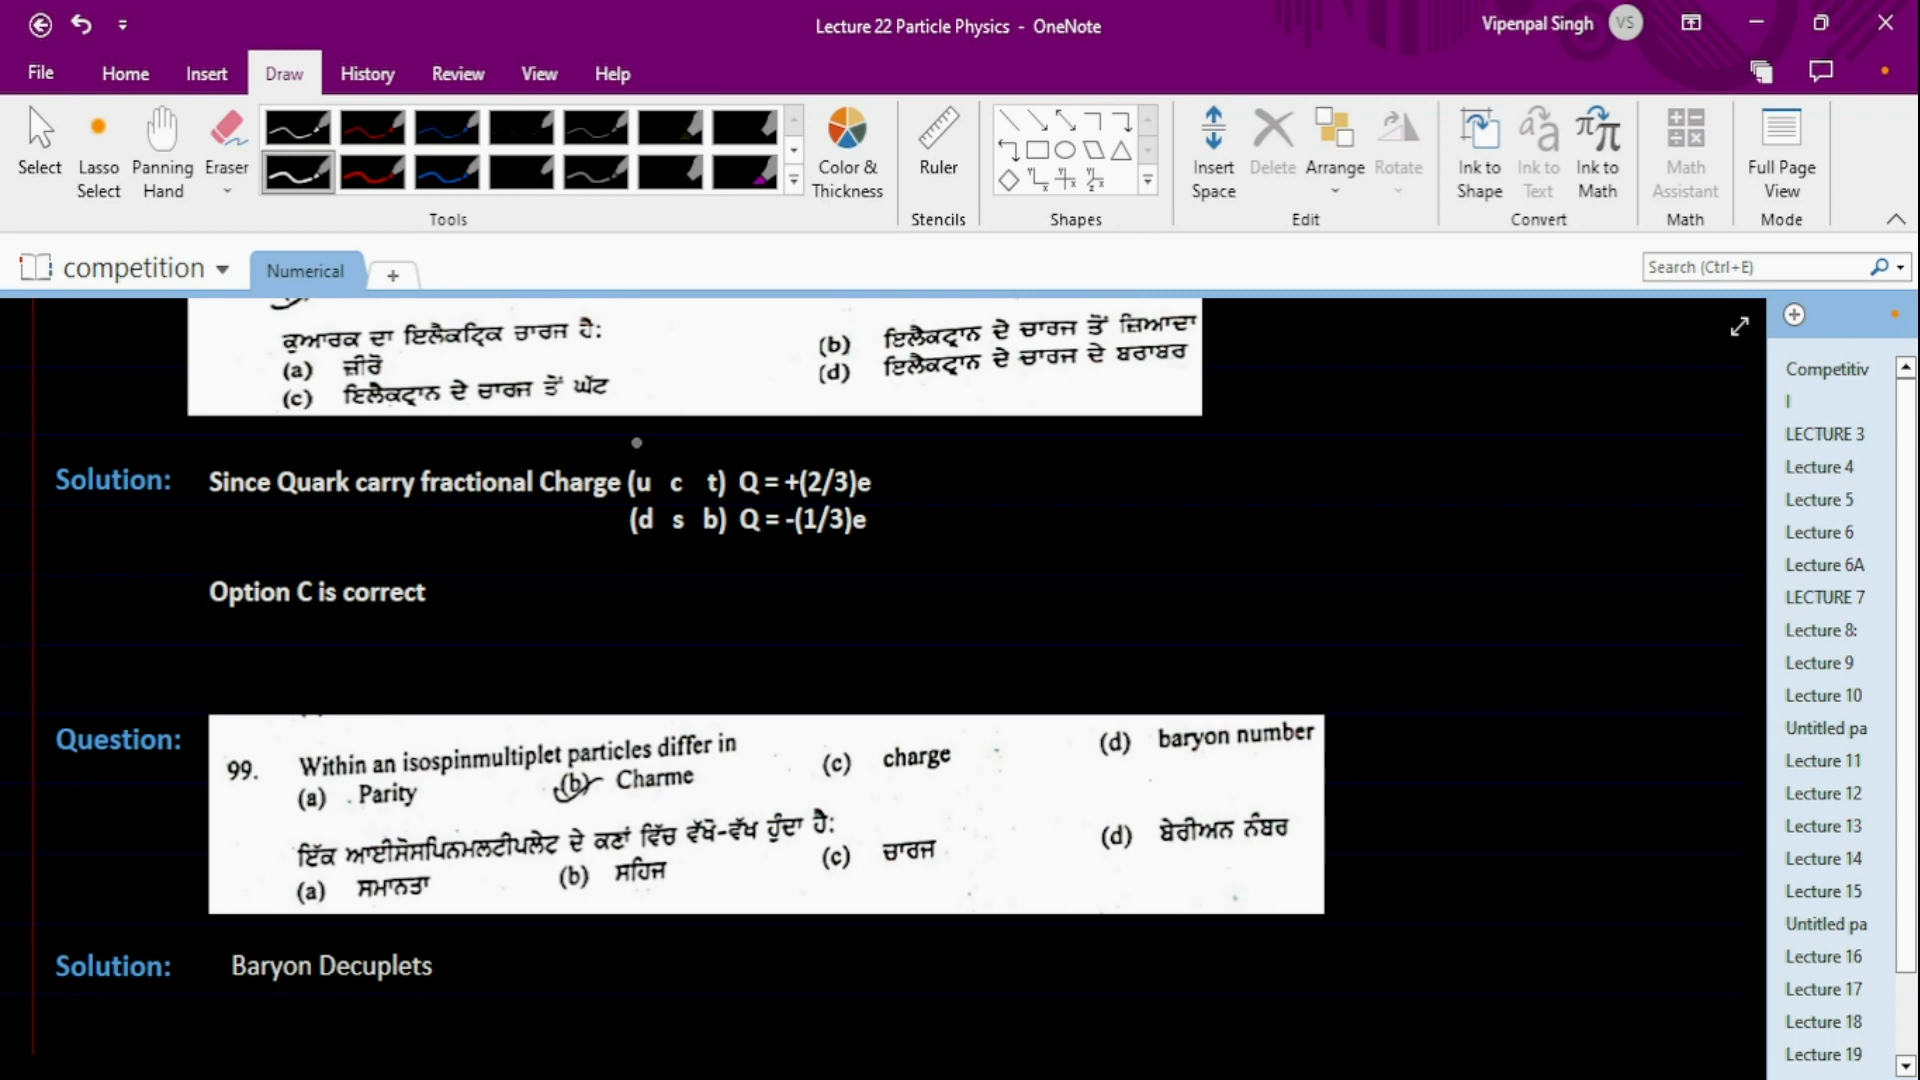 Lecture 22 Particle Physics - OneNote
Vipenpal Singh
VS
File Home Insert Draw History Review View Help
Select
Lasso Select
Panning Hand
Eraser
Tools
Color & Thickness
Ruler
Stencils
Shapes
Insert Space
Delete
Arrange
Rotate
Edit
Ink to Shape
Ink to Text
Ink to Math
Convert
Math Assistant
Math
Full Page View
Mode
competition
Numerical
Search (Ctrl+E)
ਕੁਆਰਕ ਦਾ ਇਲੈਕਟ੍ਰਿਕ ਚਾਰਜ ਹੈ:
(a) ਜ਼ੀਰੋ
(b) ਇਲੈਕਟ੍ਰਾਨ ਦੇ ਚਾਰਜ ਤੋਂ ਜ਼ਿਆਦਾ
(c) ਇਲੈਕਟ੍ਰਾਨ ਦੇ ਚਾਰਜ ਤੋਂ ਘੱਟ
(d) ਇਲੈਕਟ੍ਰਾਨ ਦੇ ਚਾਰਜ ਦੇ ਬਰਾਬਰ
Solution: Since Quark carry fractional Charge (u c t) Q = +(2/3)e
(d s b) Q = -(1/3)e
Option C is correct
Question:
99. Within an isospinmultiplet particles differ in
(a) Parity (b) Charme (c) charge (d) baryon number
ਇੱਕ ਆਈਸੋਸਪਿਨਮਲਟੀਪਲੇਟ ਦੇ ਕਣਾਂ ਵਿੱਚ ਵੱਖੋ-ਵੱਖ ਹੁੰਦਾ ਹੈ:
(a) ਸਮਾਨਤਾ (b) ਸਹਿਜ (c) ਚਾਰਜ (d) ਬੇਰੀਅਨ ਨੰਬਰ
Solution: Baryon Decuplets
Competitiv
l
LECTURE 3
Lecture 4
Lecture 5
Lecture 6
Lecture 6A
LECTURE 7
Lecture 8:
Lecture 9
Lecture 10
Untitled pa
Lecture 11
Lecture 12
Lecture 13
Lecture 14
Lecture 15
Untitled pa
Lecture 16
Lecture 17
Lecture 18
Lecture 19